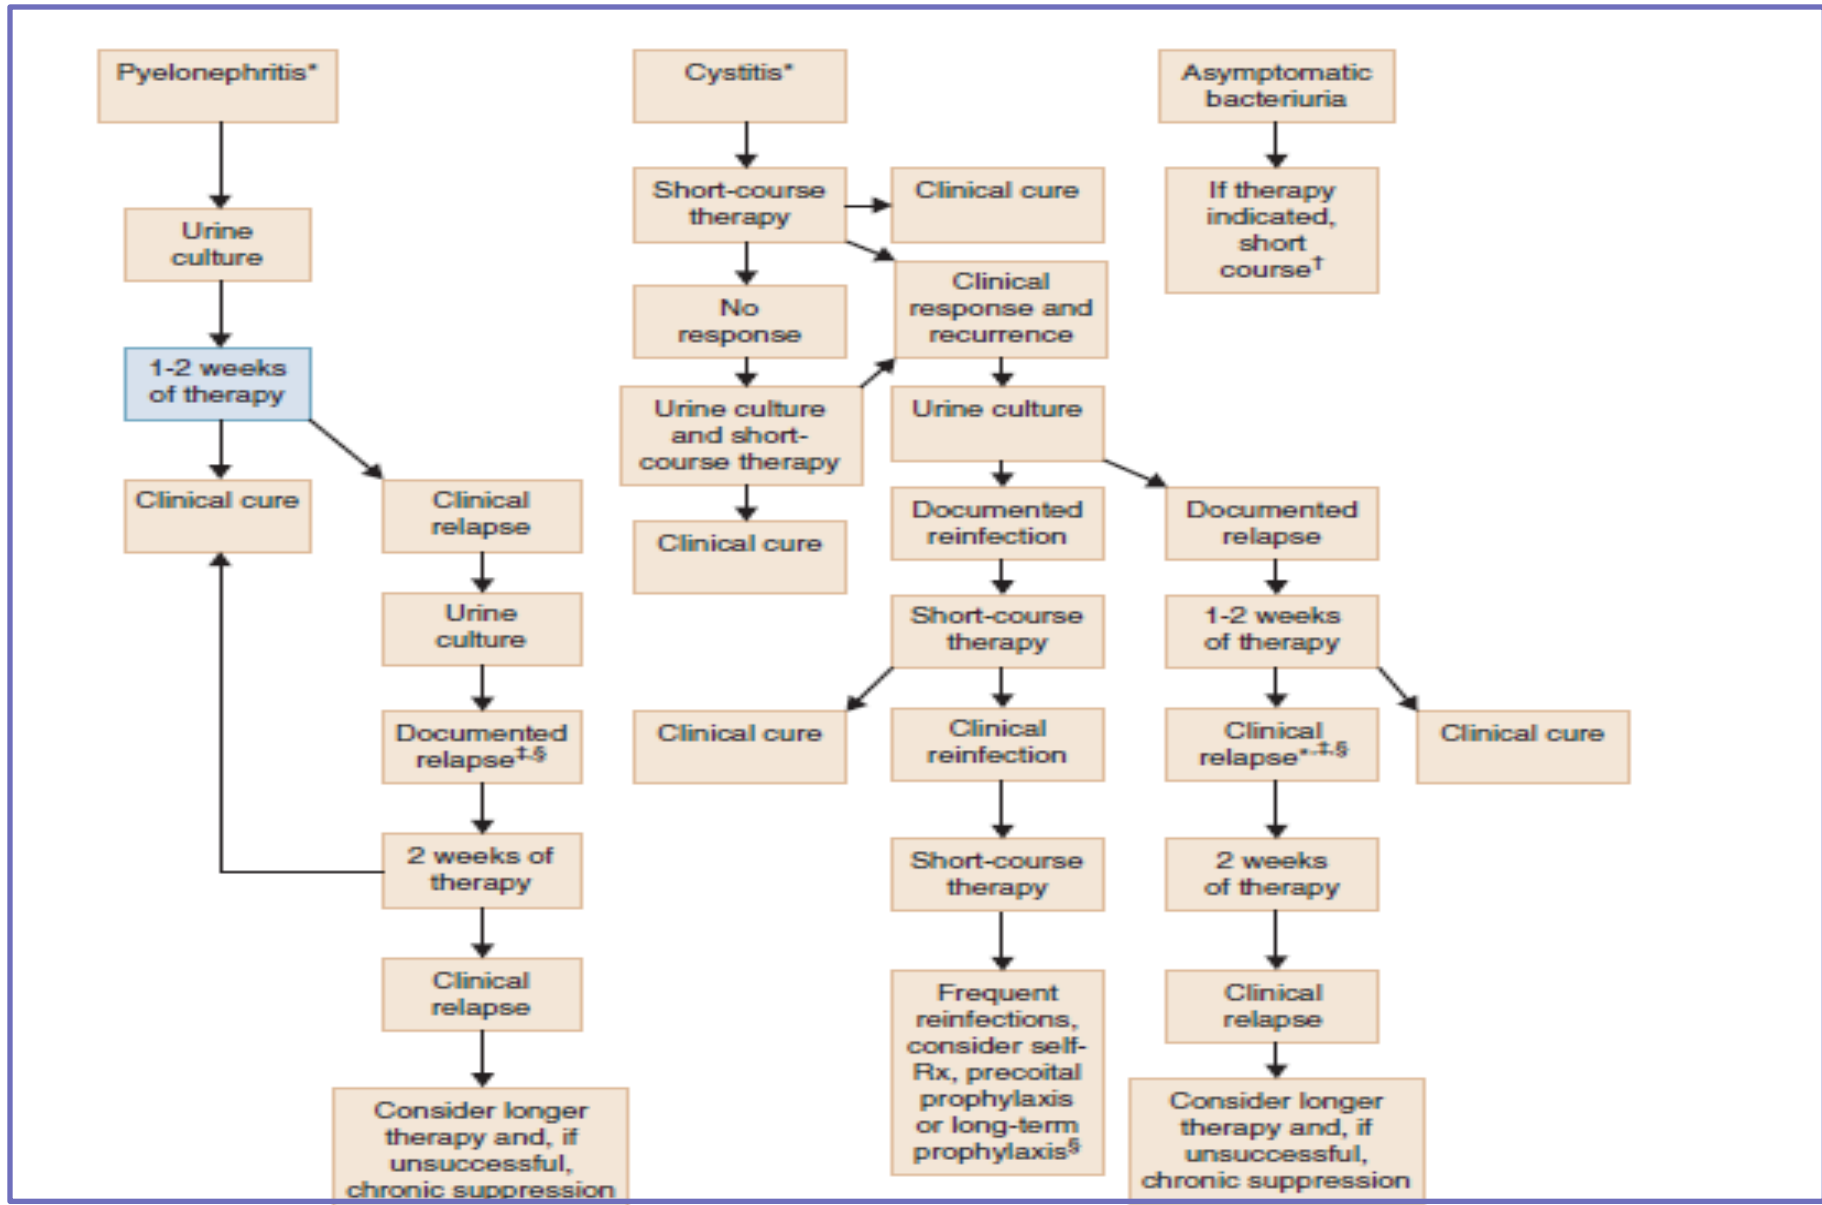 Pyelonephritis*
Urine
culture
1-2 weeks
of therapy
Clinical cure
Clinical
relapse
Urine
culture
Documented
relapse‡,§
2 weeks of
therapy
Clinical
relapse
Consider longer
therapy and, if
unsuccessful,
chronic suppression
Cystitis*
Short-course
therapy
Clinical cure
No
response
Clinical
response and
recurrence
Urine culture
and short-
course therapy
Clinical cure
Urine culture
Documented
reinfection
Short-course
therapy
Clinical cure
Clinical
reinfection
Short-course
therapy
Frequent
reinfections,
consider self-
Rx, precoital
prophylaxis
or long-term
prophylaxis§
Documented
relapse
1-2 weeks
of therapy
Clinical
relapse*,‡,§
Clinical cure
2 weeks
of therapy
Clinical
relapse
Consider longer
therapy and, if
unsuccessful,
chronic suppression
Asymptomatic
bacteriuria
If therapy
indicated,
short
course†